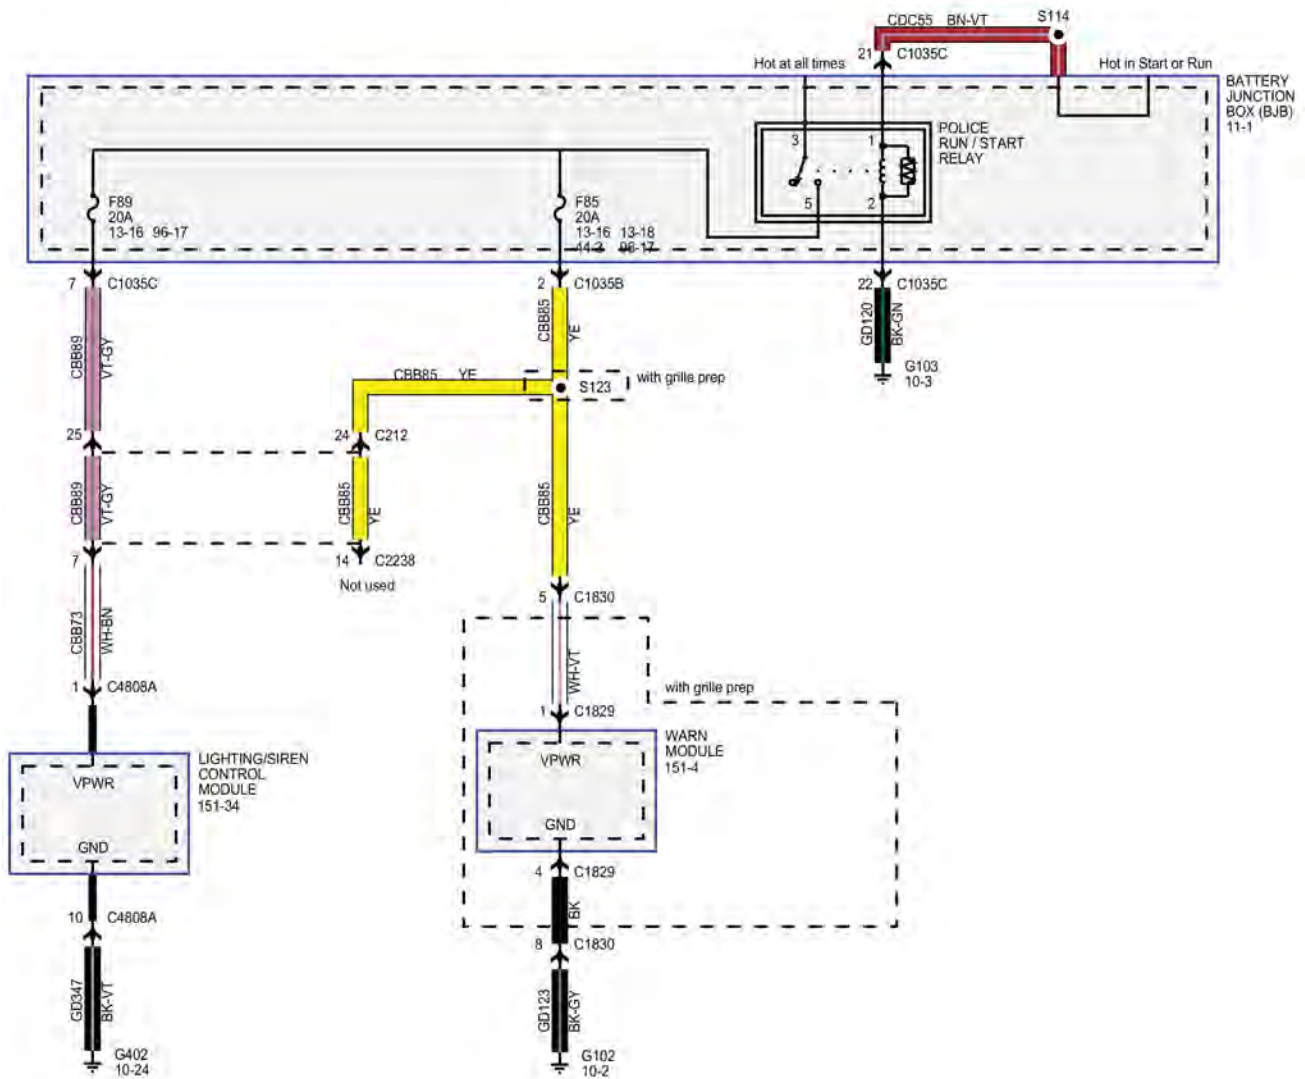 CDC55 BN-VT
S114
21
C1035C
Hot at all times
Hot in Start or Run
BATTERY
JUNCTION
BOX (BJB)
11-1
POLICE
RUN / START
RELAY
3
1
5
2
F89
20A
13-16 96-17
F85
20A
13-16 13-18
7
C1035C
2
C1035B
22
C1035C
CBB89
VT-GY
CBB85
YE
GD120
BK-GN
G103
10-3
CBB85 YE
S123
with grille prep
25
24
C212
CBB89
VT-GY
CBB85
YE
CBB85
YE
7
14
C2238
Not used
5
C1830
CBB73
WH-BN
WH-VT
with grille prep
1
C4808A
1
C1829
LIGHTING/SIREN
CONTROL
MODULE
151-34
VPWR
GND
WARN
MODULE
151-4
VPWR
GND
4
C1829
BK
10
C4808A
8
C1830
GD347
BK-VT
GD123
BK-GY
G402
10-24
G102
10-2